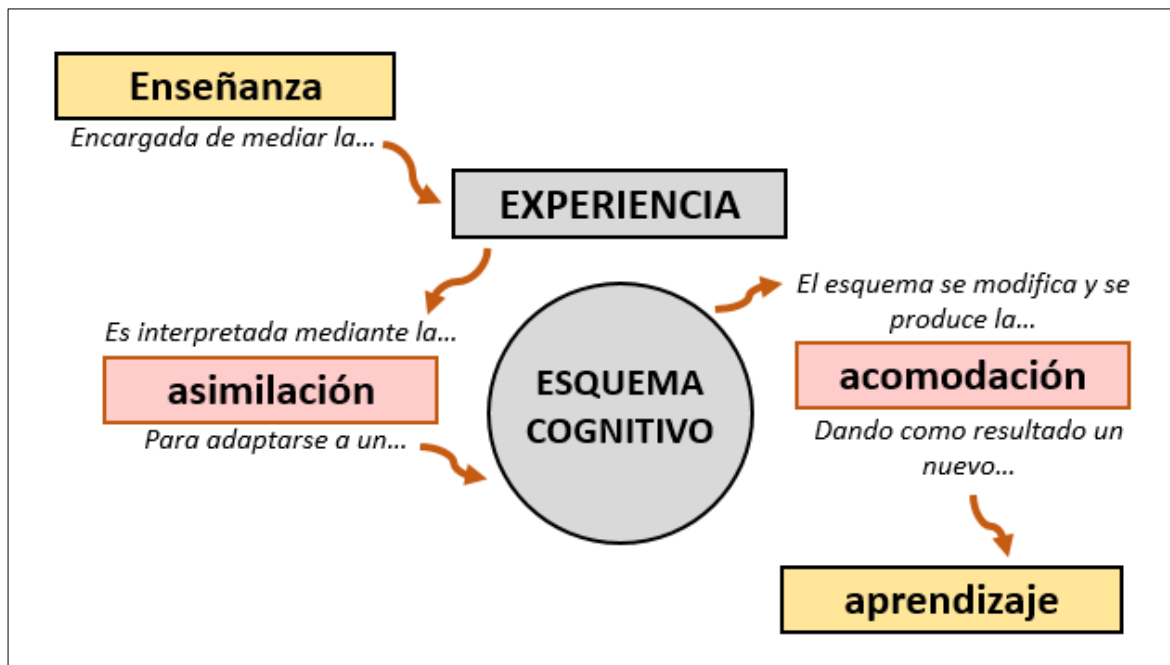 Enseñanza
Encargada de mediar la...
EXPERIENCIA
Es interpretada mediante la...
asimilación
Para adaptarse a un...
ESQUEMA
COGNITIVO
El esquema se modifica y se
produce la...
acomodación
Dando como resultado un
nuevo...
aprendizaje